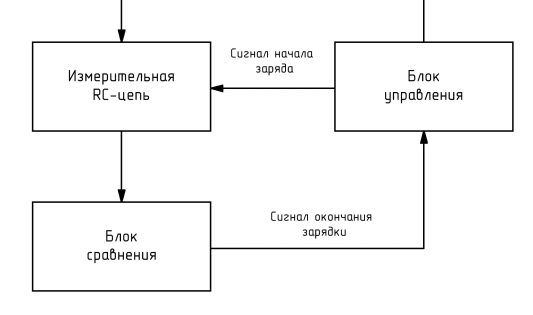 Сигнал начала
заряда
Измерительная
RC-цепь
Блок
управления
Сигнал окончания
зарядки
Блок
сравнения